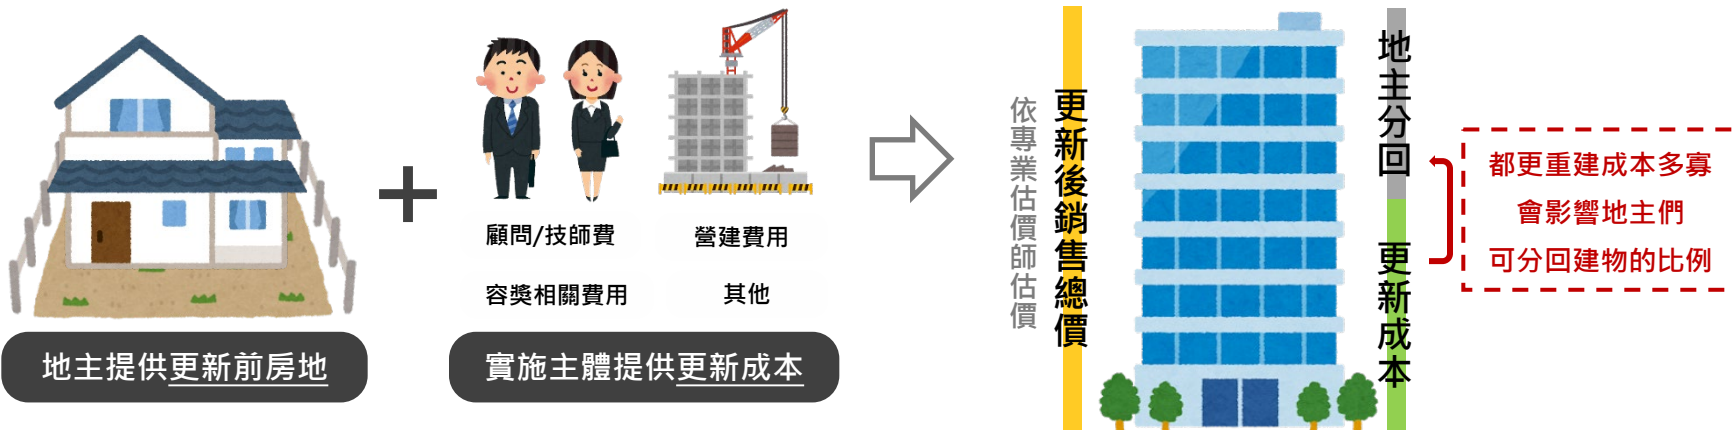 顧問/技師費
營建費用
容獎相關費用
其他
地主提供更新前房地
實施主體提供更新成本
依專業估價師估價
更新後銷售總價
地主分回
更新成本
都更重建成本多寡
會影響地主們
可分回建物的比例